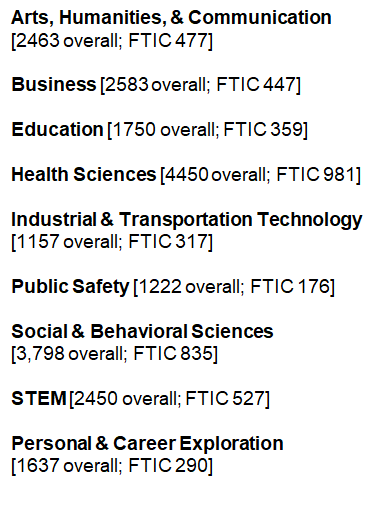 Arts, Humanities, & Communication
[2463 overall; FTIC 477]
Business [2583 overall; FTIC 447]
Education [1750 overall; FTIC 359]
Health Sciences [4450 overall; FTIC 981]
Industrial & Transportation Technology
[1157 overall; FTIC 317]
Public Safety [1222 overall; FTIC 176]
Social & Behavioral Sciences
[3,798 overall; FTIC 835]
STEM [2450 overall; FTIC 527]
Personal & Career Exploration
[1637 overall; FTIC 290]